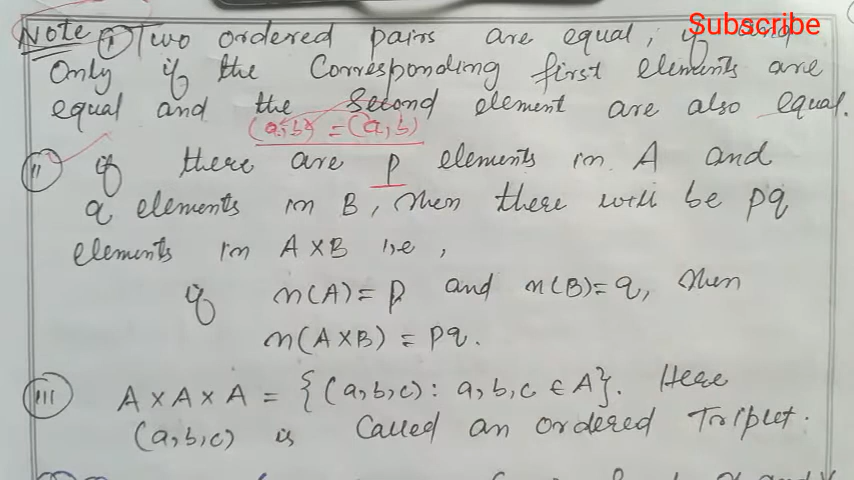 Subscribe
Note (i) Two ordered pairs are equal, if and
Only if the Corresponding first elements are
equal and the Second element are also equal.
(a,b) = (a,b)
(ii) if there are p elements in A and
q elements in B, then there will be pq
elements in A×B i.e,
if n(A)= p and n(B)= q, then
n(A×B) = pq.
(iii) A×A×A = {(a,b,c): a,b,c ∈ A}. Here
(a,b,c) is Called an ordered Triplet.